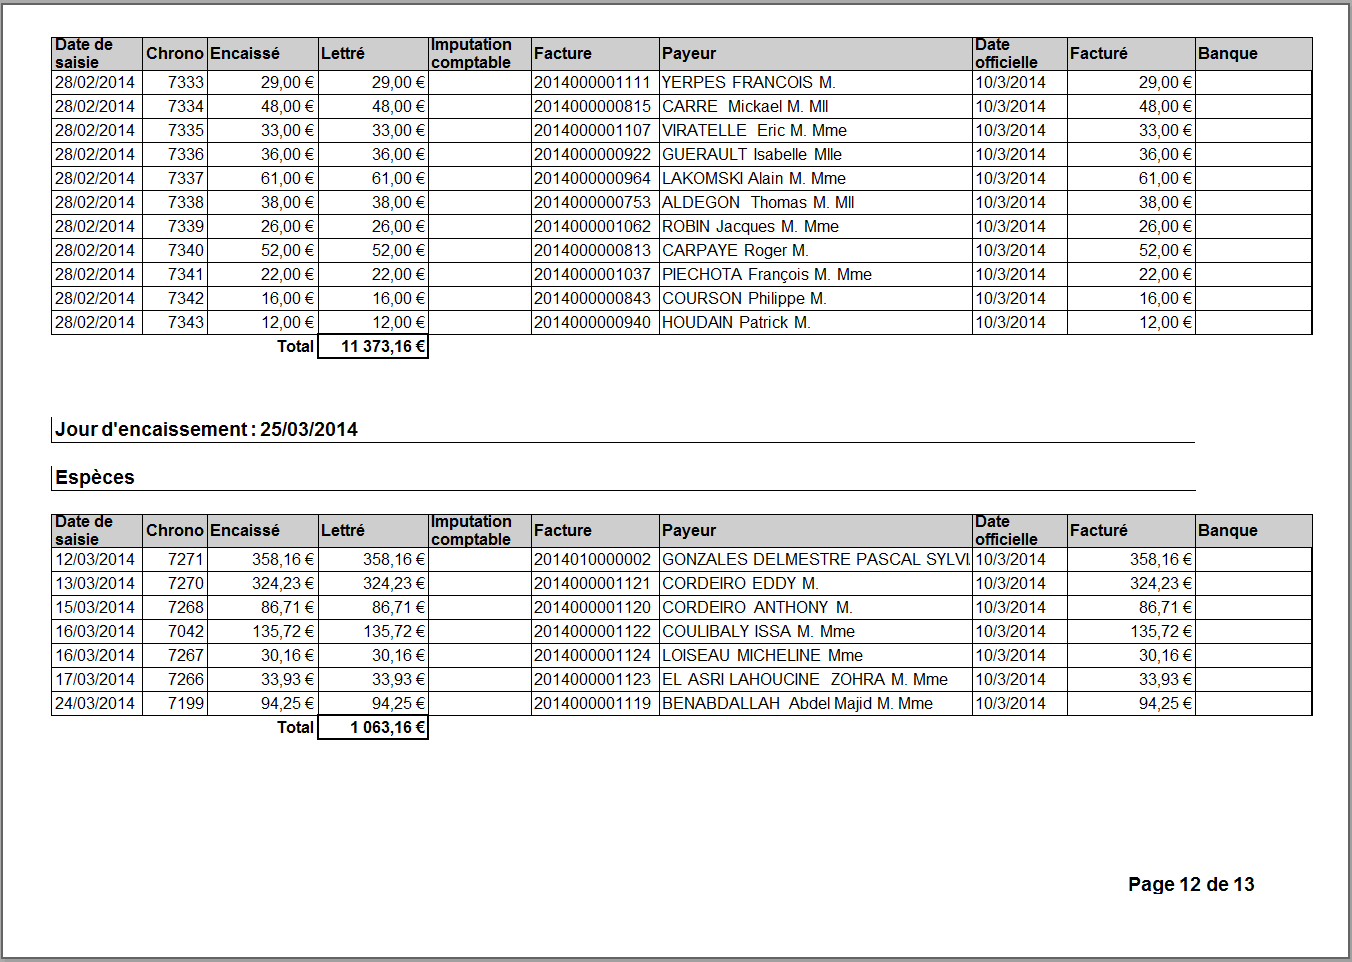 Date de saisie Chrono Encaissé Lettré Imputation comptable Facture Payeur Date officielle Facturé Banque
28/02/2014 7333 29,00 € 29,00 € 2014000001111 YERPES FRANCOIS M. 10/3/2014 29,00 €
28/02/2014 7334 48,00 € 48,00 € 2014000000815 CARRE Mickael M. Mll 10/3/2014 48,00 €
28/02/2014 7335 33,00 € 33,00 € 2014000001107 VIRATELLE Eric M. Mme 10/3/2014 33,00 €
28/02/2014 7336 36,00 € 36,00 € 2014000000922 GUERAULT Isabelle Mlle 10/3/2014 36,00 €
28/02/2014 7337 61,00 € 61,00 € 2014000000964 LAKOMSKI Alain M. Mme 10/3/2014 61,00 €
28/02/2014 7338 38,00 € 38,00 € 2014000000753 ALDEGON Thomas M. Mll 10/3/2014 38,00 €
28/02/2014 7339 26,00 € 26,00 € 2014000001062 ROBIN Jacques M. Mme 10/3/2014 26,00 €
28/02/2014 7340 52,00 € 52,00 € 2014000000813 CARPAYE Roger M. 10/3/2014 52,00 €
28/02/2014 7341 22,00 € 22,00 € 2014000001037 PIECHOTA François M. Mme 10/3/2014 22,00 €
28/02/2014 7342 16,00 € 16,00 € 2014000000843 COURSON Philippe M. 10/3/2014 16,00 €
28/02/2014 7343 12,00 € 12,00 € 2014000000940 HOUDAIN Patrick M. 10/3/2014 12,00 €
Total 11 373,16 €
Jour d'encaissement : 25/03/2014
Espèces
Date de saisie Chrono Encaissé Lettré Imputation comptable Facture Payeur Date officielle Facturé Banque
12/03/2014 7271 358,16 € 358,16 € 2014010000002 GONZALES DELMESTRE PASCAL SYLVI 10/3/2014 358,16 €
13/03/2014 7270 324,23 € 324,23 € 2014000001121 CORDEIRO EDDY M. 10/3/2014 324,23 €
15/03/2014 7268 86,71 € 86,71 € 2014000001120 CORDEIRO ANTHONY M. 10/3/2014 86,71 €
16/03/2014 7042 135,72 € 135,72 € 2014000001122 COULIBALY ISSA M. Mme 10/3/2014 135,72 €
16/03/2014 7267 30,16 € 30,16 € 2014000001124 LOISEAU MICHELINE Mme 10/3/2014 30,16 €
17/03/2014 7266 33,93 € 33,93 € 2014000001123 EL ASRI LAHOUCINE ZOHRA M. Mme 10/3/2014 33,93 €
24/03/2014 7199 94,25 € 94,25 € 2014000001119 BENABDALLAH Abdel Majid M. Mme 10/3/2014 94,25 €
Total 1 063,16 €
Page 12 de 13